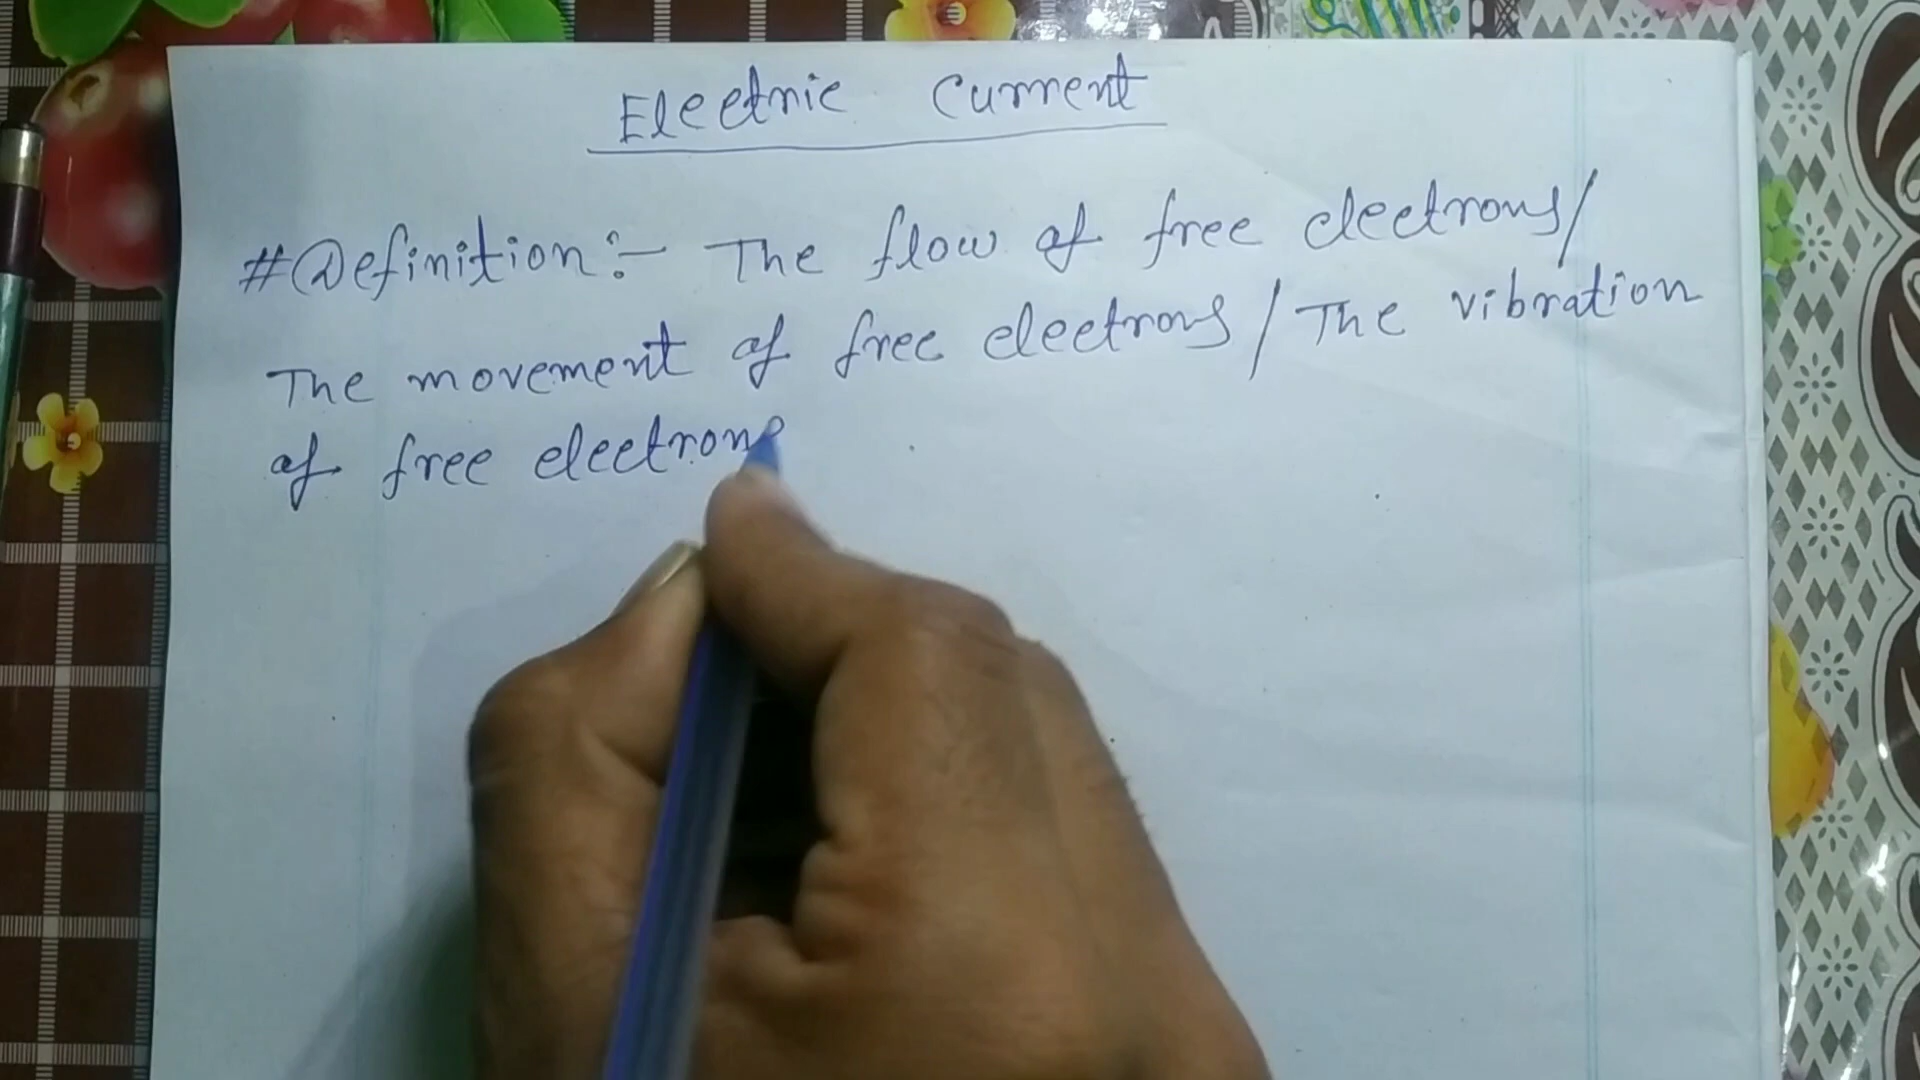 Electric Current
# Definition :- The flow of free electrons/
The movement of free electrons / The vibration
of free electrons